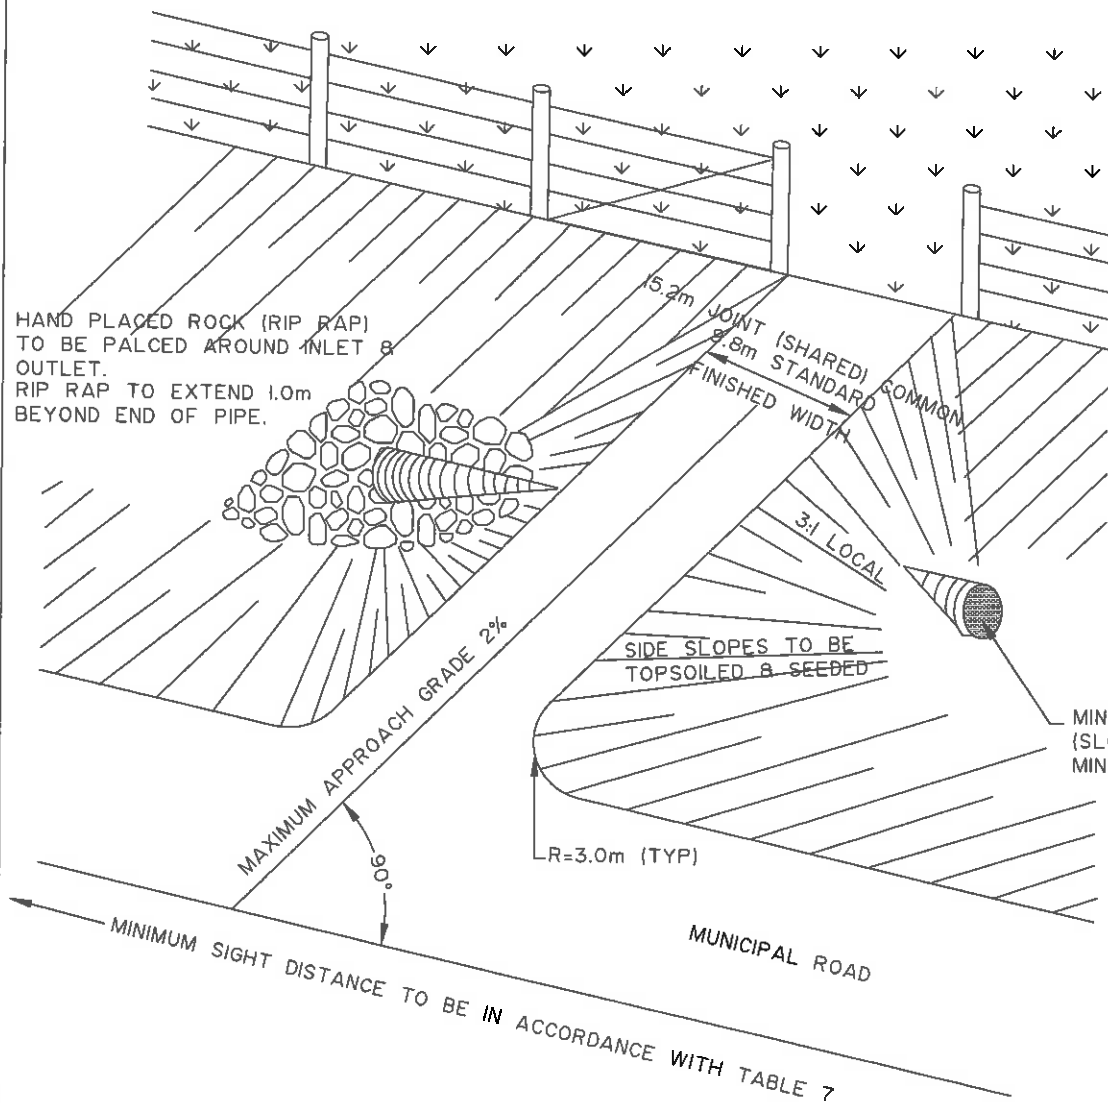 HAND PLACED ROCK (RIP RAP)
TO BE PALCED AROUND INLET &
OUTLET.
RIP RAP TO EXTEND 1.0m
BEYOND END OF PIPE.
15.2m JOINT (SHARED) COMMON
9.8m STANDARD
FINISHED WIDTH
3:1 LOCAL
SIDE SLOPES TO BE
TOPSOILED & SEEDED
MIN
(SL
MIN
MAXIMUM APPROACH GRADE 2%
90°
R=3.0m (TYP)
MUNICIPAL ROAD
MINIMUM SIGHT DISTANCE TO BE IN ACCORDANCE WITH TABLE 7